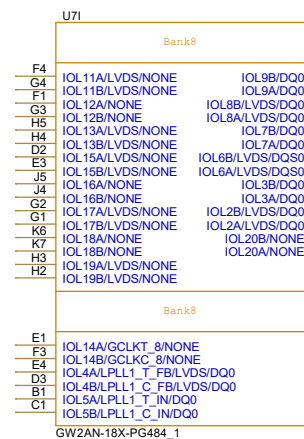 U7I
Bank8
F4 IOL11A/LVDS/NONE IOL9B/DQ0
G4 IOL11B/LVDS/NONE IOL9A/DQ0
F1 IOL12A/NONE IOL8B/LVDS/DQ0
G3 IOL12B/NONE IOL8A/LVDS/DQ0
H5 IOL13A/LVDS/NONE IOL7B/DQ0
H4 IOL13B/LVDS/NONE IOL7A/DQ0
D2 IOL15A/LVDS/NONE IOL6B/LVDS/DQS0
E3 IOL15B/LVDS/NONE IOL6A/LVDS/DQS0
J5 IOL16A/NONE IOL3B/DQ0
J4 IOL16B/NONE IOL3A/DQ0
G2 IOL17A/LVDS/NONE IOL2B/LVDS/DQ0
G1 IOL17B/LVDS/NONE IOL2A/LVDS/DQ0
K6 IOL18A/NONE IOL20B/NONE
K7 IOL18B/NONE IOL20A/NONE
H3 IOL19A/LVDS/NONE
H2 IOL19B/LVDS/NONE
Bank8
E1 IOL14A/GCLKT_8/NONE
F3 IOL14B/GCLKC_8/NONE
E4 IOL4A/LPLL1_T_FB/LVDS/DQ0
D3 IOL4B/LPLL1_C_FB/LVDS/DQ0
B1 IOL5A/LPLL1_T_IN/DQ0
C1 IOL5B/LPLL1_C_IN/DQ0
GW2AN-18X-PG484_1